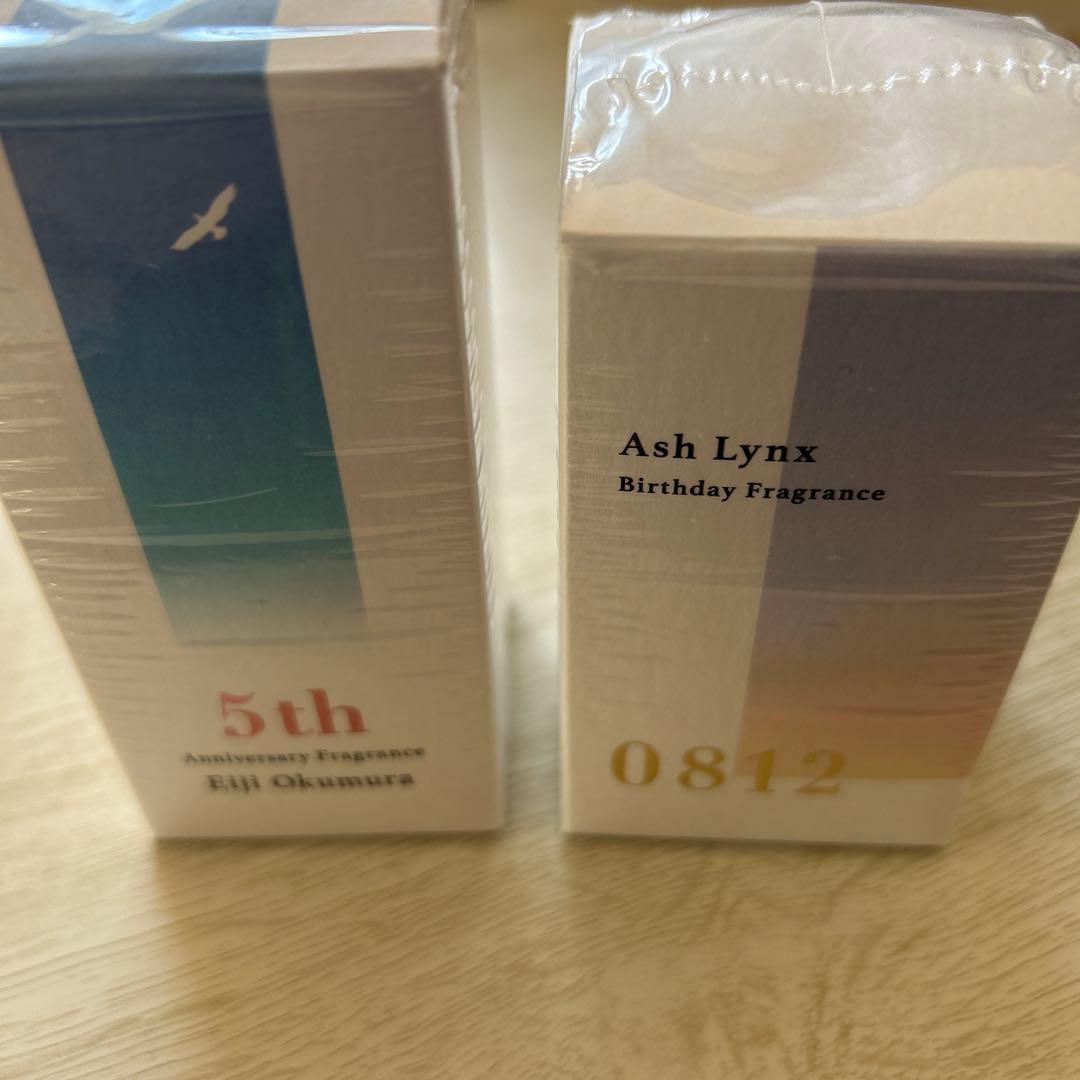 5th
Anniversary Fragrance
Eiji Okumura
Ash Lynx
Birthday Fragrance
0812